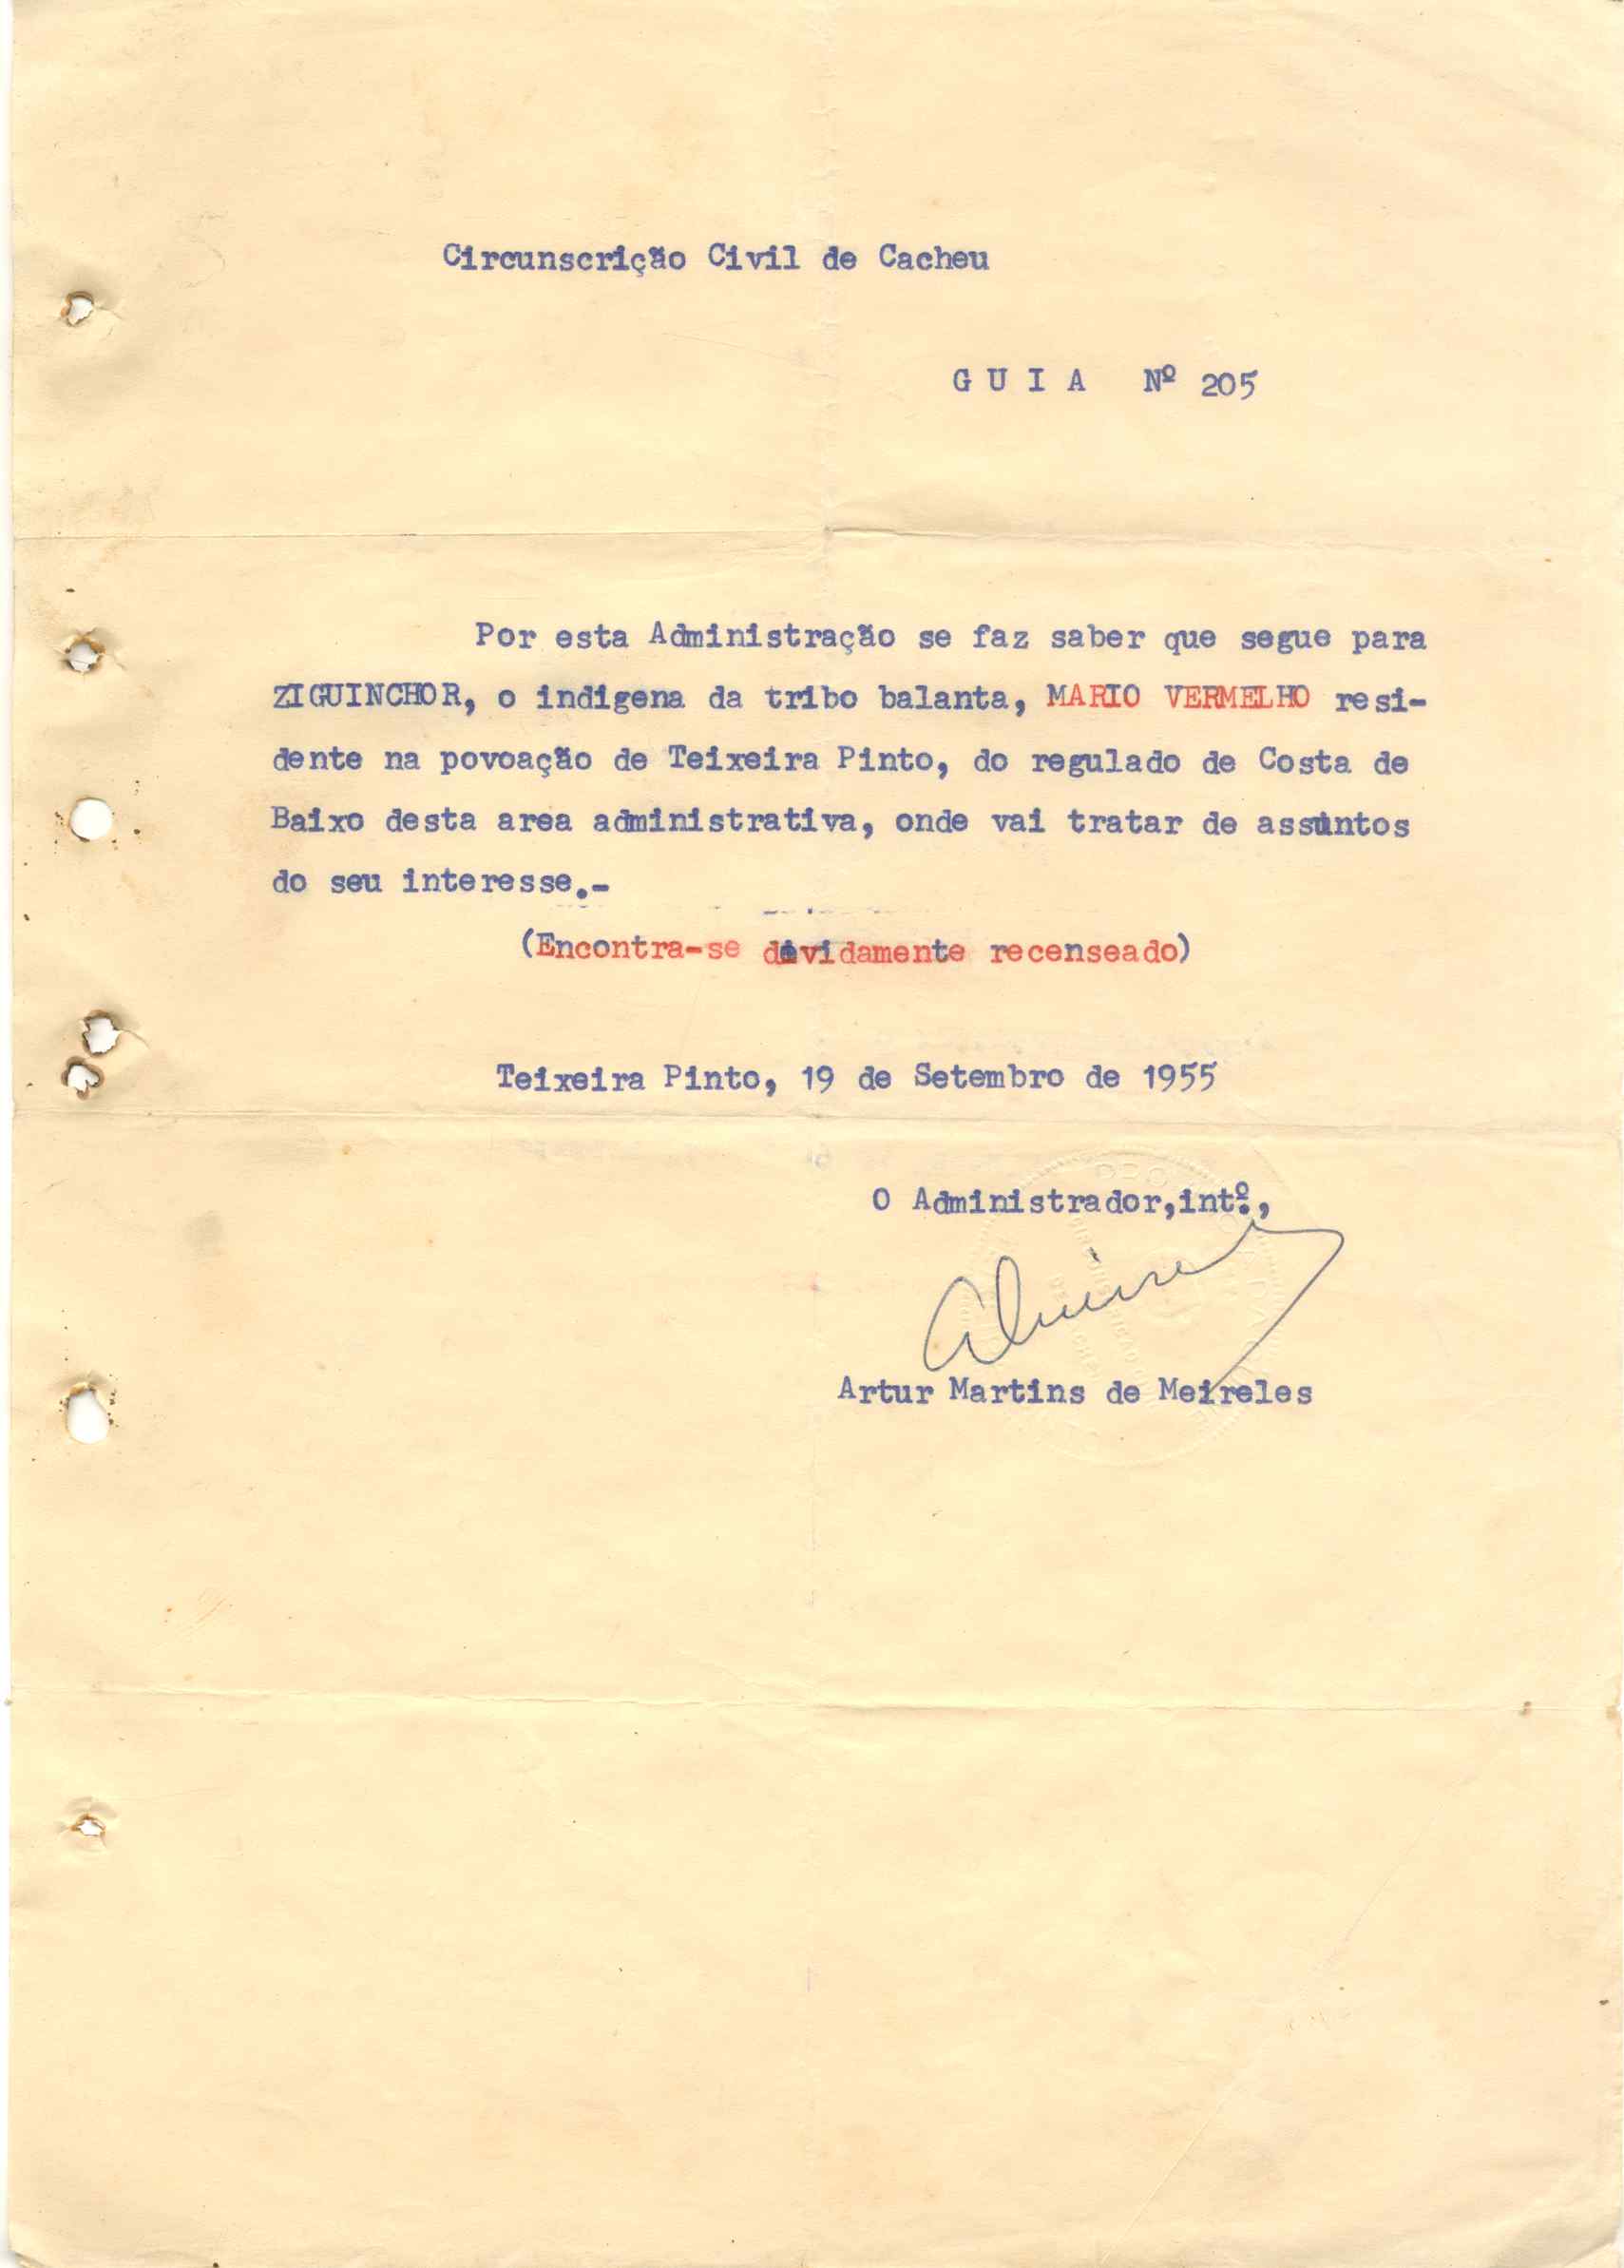 Circunscrição Civil de Cacheu
GUIA Nº 205
Por esta Administração se faz saber que segue para
ZIGUINCHOR, o indigena da tribo balanta, MARIO VERMELHO resi-
dente na povoação de Teixeira Pinto, do regulado de Costa de
Baixo desta area administrativa, onde vai tratar de assuntos
do seu interesse.-
(Encontra-se devidamente recenseado)
Teixeira Pinto, 19 de Setembro de 1955
O Administrador,intº.,
Artur Martins de Meireles